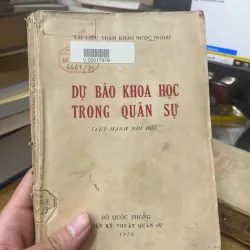 TÀI LIỆU THAM KHẢO NƯỚC NGOÀI
V 00017979
DỰ BÁO KHOA HỌC
TRONG QUÂN SỰ
(LƯU HÀNH NỘI BỘ)
BỘ QUỐC PHÒNG
VIỆN KỸ THUẬT QUÂN SỰ